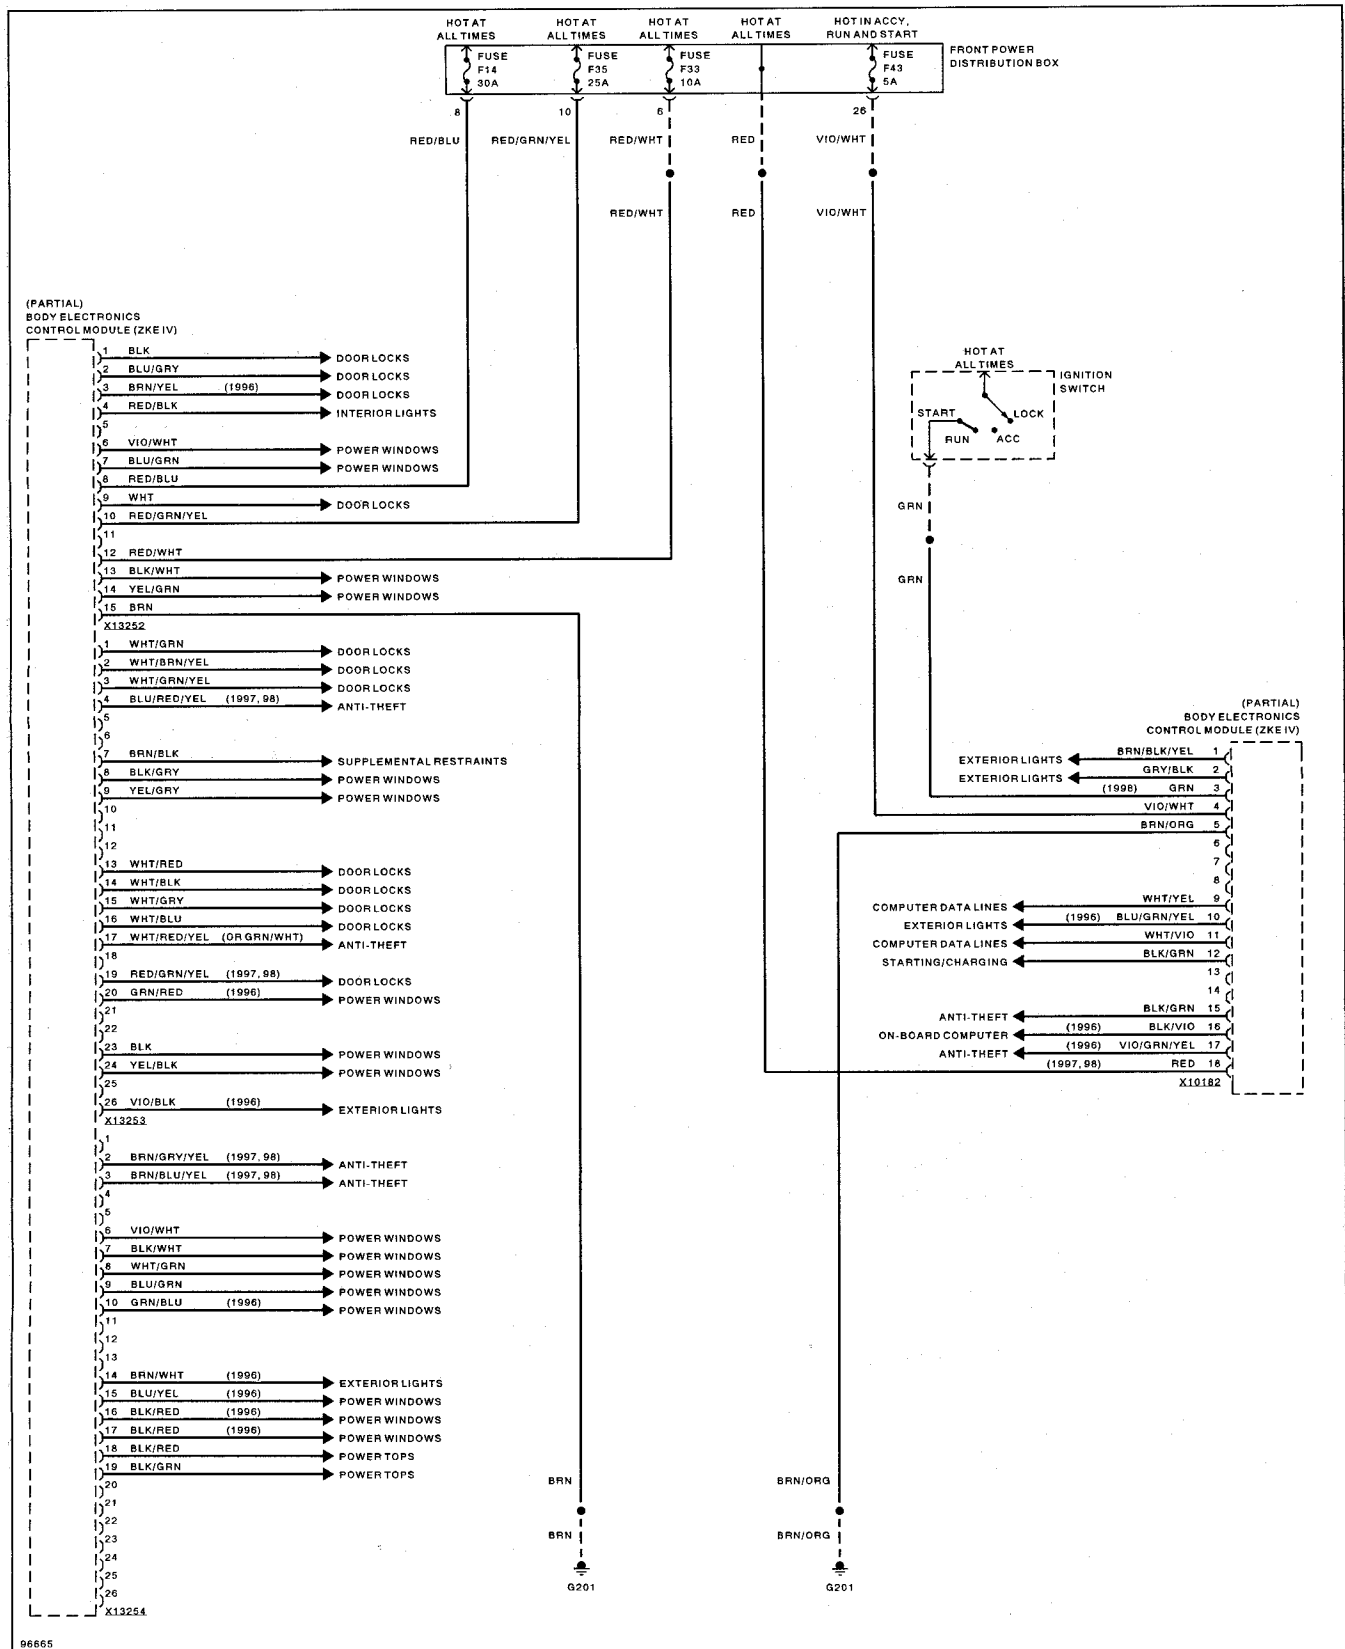 HOT AT
ALL TIMES
HOT AT
ALL TIMES
HOT AT
ALL TIMES
HOT AT
ALL TIMES
HOT IN ACCY,
RUN AND START
FUSE
F14
30A
FUSE
F35
25A
FUSE
F33
10A
FUSE
F43
5A
FRONT POWER
DISTRIBUTION BOX
8
10
6
26
RED/BLU
RED/GRN/YEL
RED/WHT
RED
VIO/WHT
RED/WHT
RED
VIO/WHT
(PARTIAL)
BODY ELECTRONICS
CONTROL MODULE (ZKE IV)
1 BLK DOOR LOCKS
2 BLU/GRY DOOR LOCKS
3 BRN/YEL (1996) DOOR LOCKS
4 RED/BLK INTERIOR LIGHTS
5
6 VIO/WHT POWER WINDOWS
7 BLU/GRN POWER WINDOWS
8 RED/BLU
9 WHT DOOR LOCKS
10 RED/GRN/YEL
11
12 RED/WHT
13 BLK/WHT POWER WINDOWS
14 YEL/GRN POWER WINDOWS
15 BRN
X13252
1 WHT/GRN DOOR LOCKS
2 WHT/BRN/YEL DOOR LOCKS
3 WHT/GRN/YEL DOOR LOCKS
4 BLU/RED/YEL (1997, 98) ANTI-THEFT
5
6
7 BRN/BLK SUPPLEMENTAL RESTRAINTS
8 BLK/GRY POWER WINDOWS
9 YEL/GRY POWER WINDOWS
10
11
12
13 WHT/RED DOOR LOCKS
14 WHT/BLK DOOR LOCKS
15 WHT/GRY DOOR LOCKS
16 WHT/BLU DOOR LOCKS
17 WHT/RED/YEL (OR GRN/WHT) ANTI-THEFT
18
19 RED/GRN/YEL (1997, 98) DOOR LOCKS
20 GRN/RED (1996) POWER WINDOWS
21
22
23 BLK POWER WINDOWS
24 YEL/BLK POWER WINDOWS
25
26 VIO/BLK (1996) EXTERIOR LIGHTS
X13253
1
2 BRN/GRY/YEL (1997, 98) ANTI-THEFT
3 BRN/BLU/YEL (1997, 98) ANTI-THEFT
4
5
6 VIO/WHT POWER WINDOWS
7 BLK/WHT POWER WINDOWS
8 WHT/GRN POWER WINDOWS
9 BLU/GRN POWER WINDOWS
10 GRN/BLU (1996) POWER WINDOWS
11
12
13
14 BRN/WHT (1996) EXTERIOR LIGHTS
15 BLU/YEL (1996) POWER WINDOWS
16 BLK/RED (1996) POWER WINDOWS
17 BLK/RED (1996) POWER WINDOWS
18 BLK/RED POWER TOPS
19 BLK/GRN POWER TOPS
20
21
22
23
24
25
26
X13254
BRN
BRN
G201
BRN/ORG
BRN/ORG
G201
HOT AT
ALL TIMES
IGNITION
SWITCH
START
LOCK
RUN
ACC
GRN
GRN
(PARTIAL)
BODY ELECTRONICS
CONTROL MODULE (ZKE IV)
EXTERIOR LIGHTS BRN/BLK/YEL 1
EXTERIOR LIGHTS GRY/BLK 2
(1998) GRN 3
VIO/WHT 4
BRN/ORG 5
6
7
8
COMPUTER DATA LINES WHT/YEL 9
EXTERIOR LIGHTS (1996) BLU/GRN/YEL 10
COMPUTER DATA LINES WHT/VIO 11
STARTING/CHARGING BLK/GRN 12
13
14
ANTI-THEFT BLK/GRN 15
ON-BOARD COMPUTER (1996) BLK/VIO 16
ANTI-THEFT (1996) VIO/GRN/YEL 17
(1997, 98) RED 18
X10182
96665